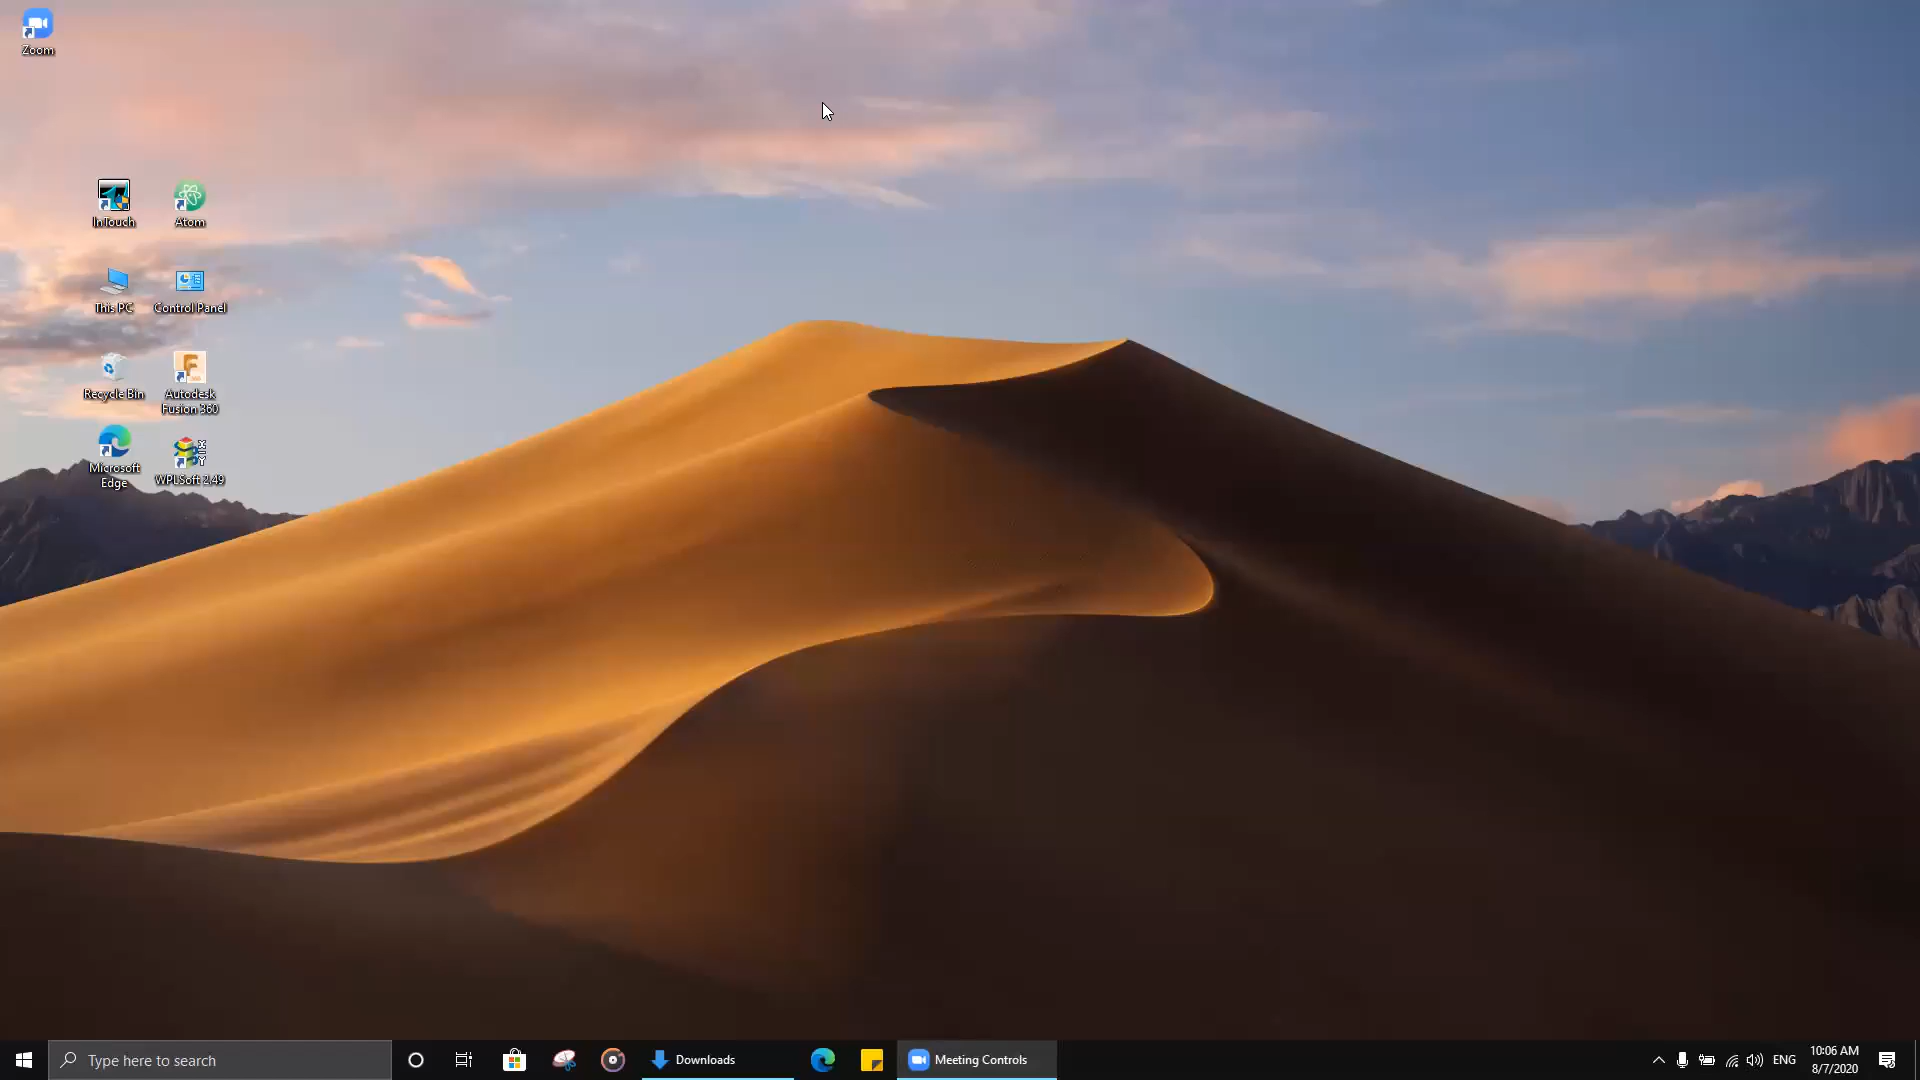 Zoom
InTouch
Atom
This PC
Control Panel
Recycle Bin
Autodesk
Fusion 360
Microsoft
Edge
WPLSoft 2.49
Type here to search
Downloads
Meeting Controls
ENG
10:06 AM
8/7/2020